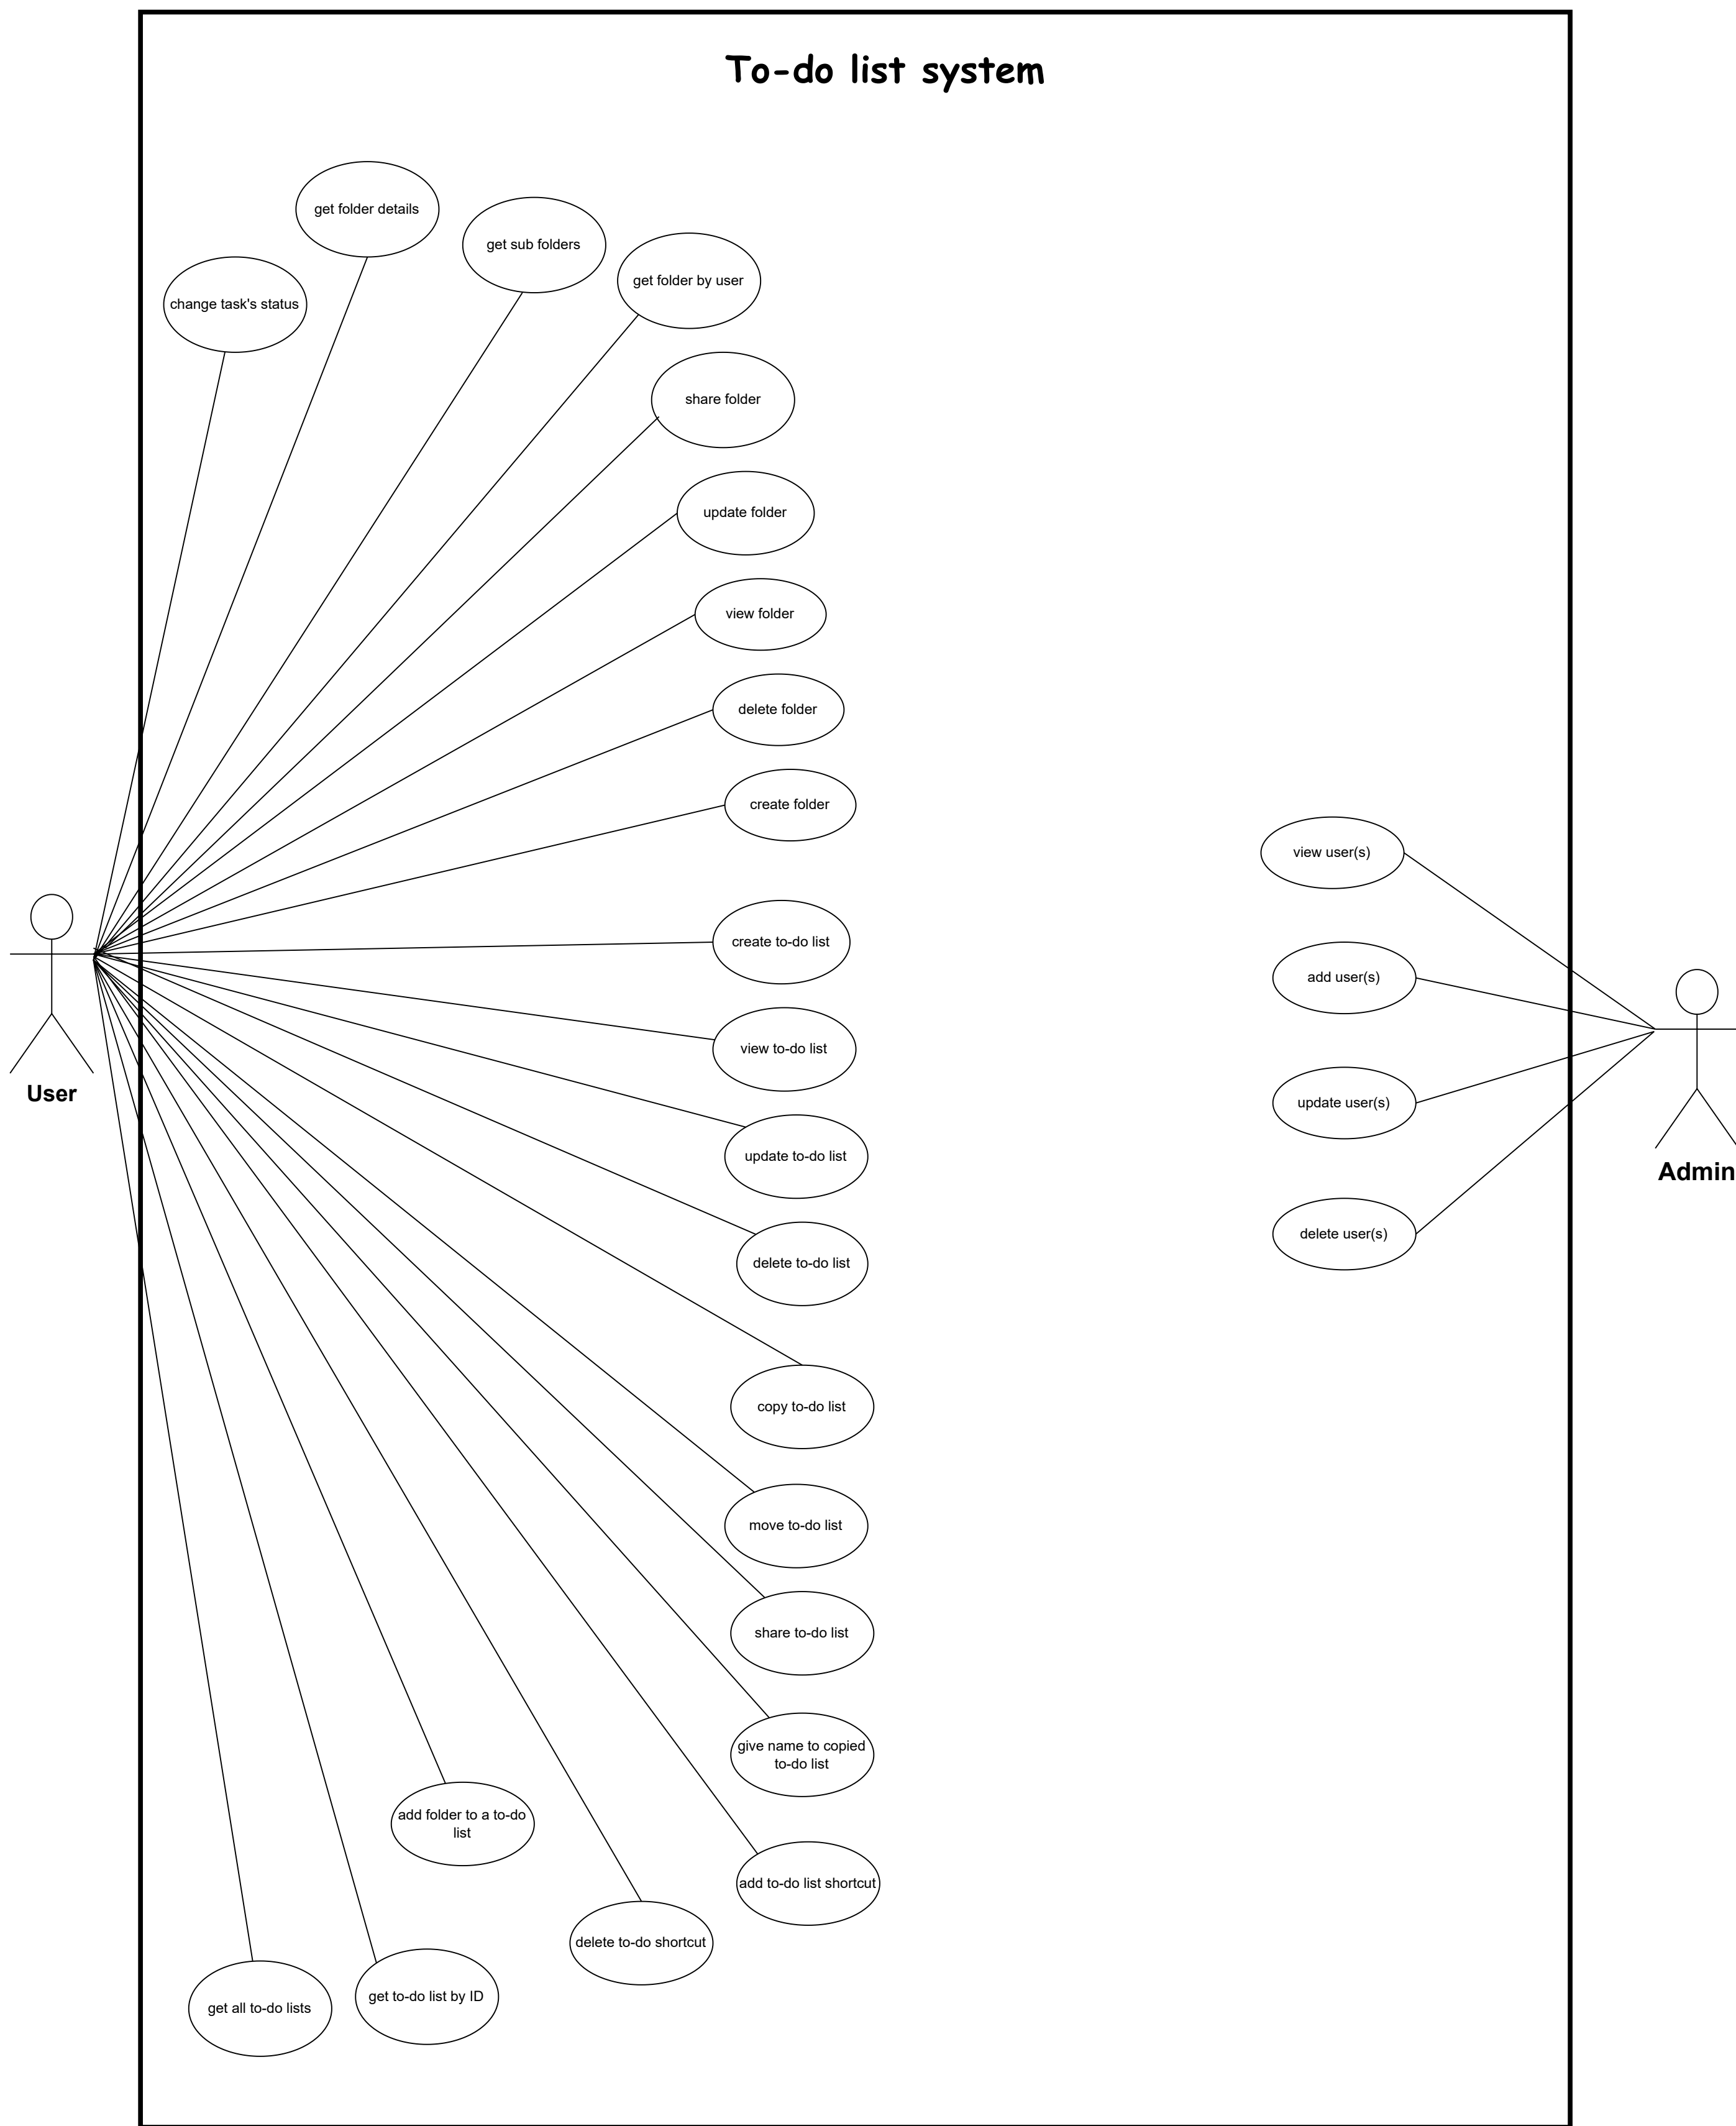 To-do list system
get folder details
get sub folders
get folder by user
change task's status
share folder
update folder
view folder
delete folder
create folder
view user(s)
create to-do list
add user(s)
view to-do list
User
update user(s)
update to-do list
Admin
delete user(s)
delete to-do list
copy to-do list
move to-do list
share to-do list
give name to copied
to-do list
add folder to a to-do
list
add to-do list shortcut
delete to-do shortcut
get to-do list by ID
get all to-do lists